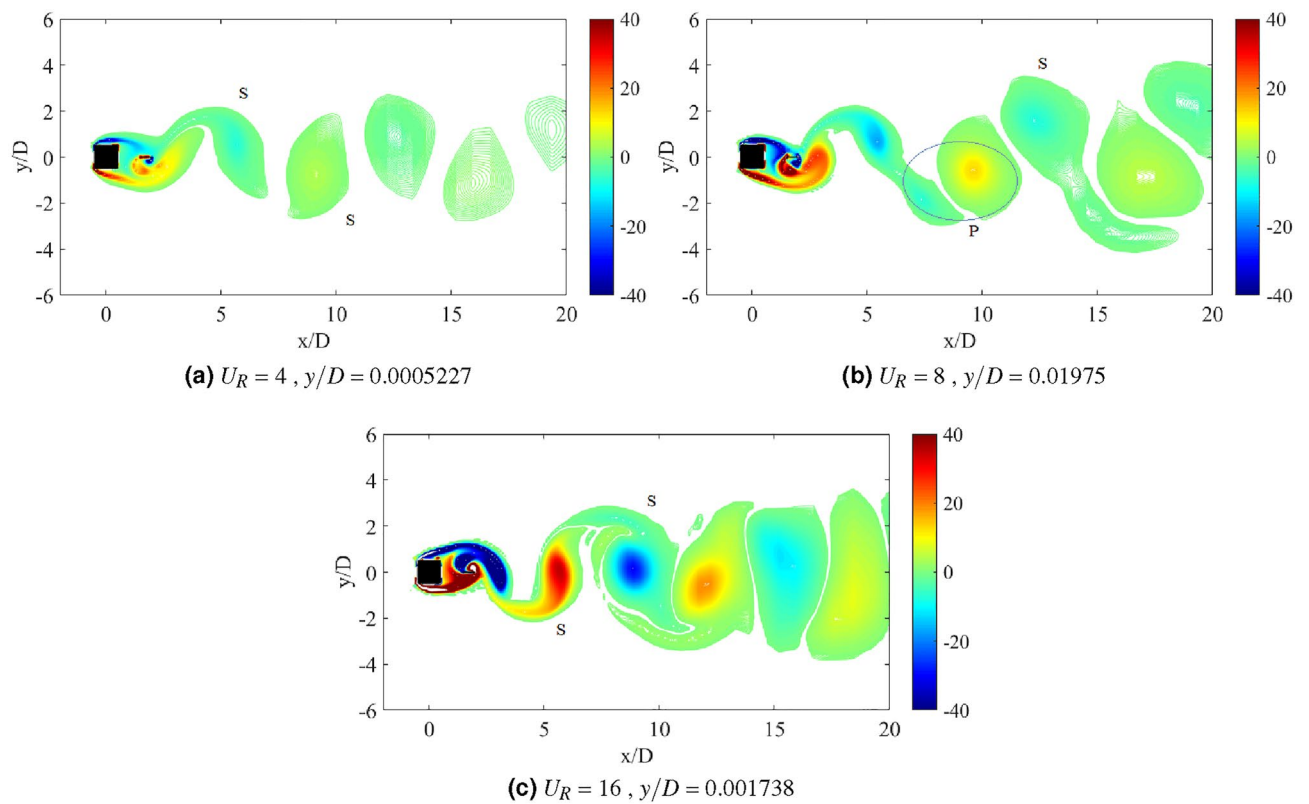 6
4
2
0
-2
-4
-6
y/D
0 5 10 15 20
x/D
S
S
40
20
0
-20
-40
(a) U_R = 4 , y/D = 0.0005227
6
4
2
0
-2
-4
-6
y/D
0 5 10 15 20
x/D
S
P
40
20
0
-20
-40
(b) U_R = 8 , y/D = 0.01975
6
4
2
0
-2
-4
-6
y/D
0 5 10 15 20
x/D
S
S
40
20
0
-20
-40
(c) U_R = 16 , y/D = 0.001738